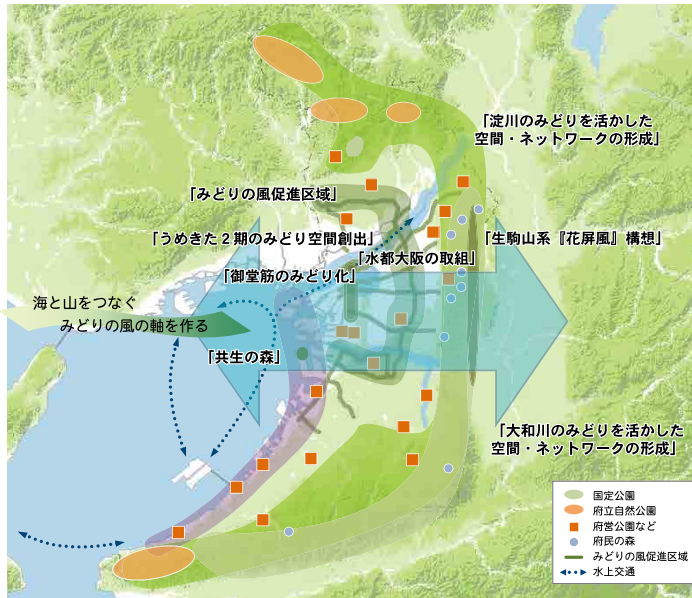 「淀川のみどりを活かした
空間・ネットワークの形成」
「みどりの風促進区域」
「うめきた２期のみどり空間創出」
「生駒山系『花屏風』構想」
「水都大阪の取組」
「御堂筋のみどり化」
海と山をつなぐ
みどりの風の軸を作る
「共生の森」
「大和川のみどりを活かした
空間・ネットワークの形成」
国定公園
府立自然公園
府営公園など
府民の森
みどりの風促進区域
水上交通